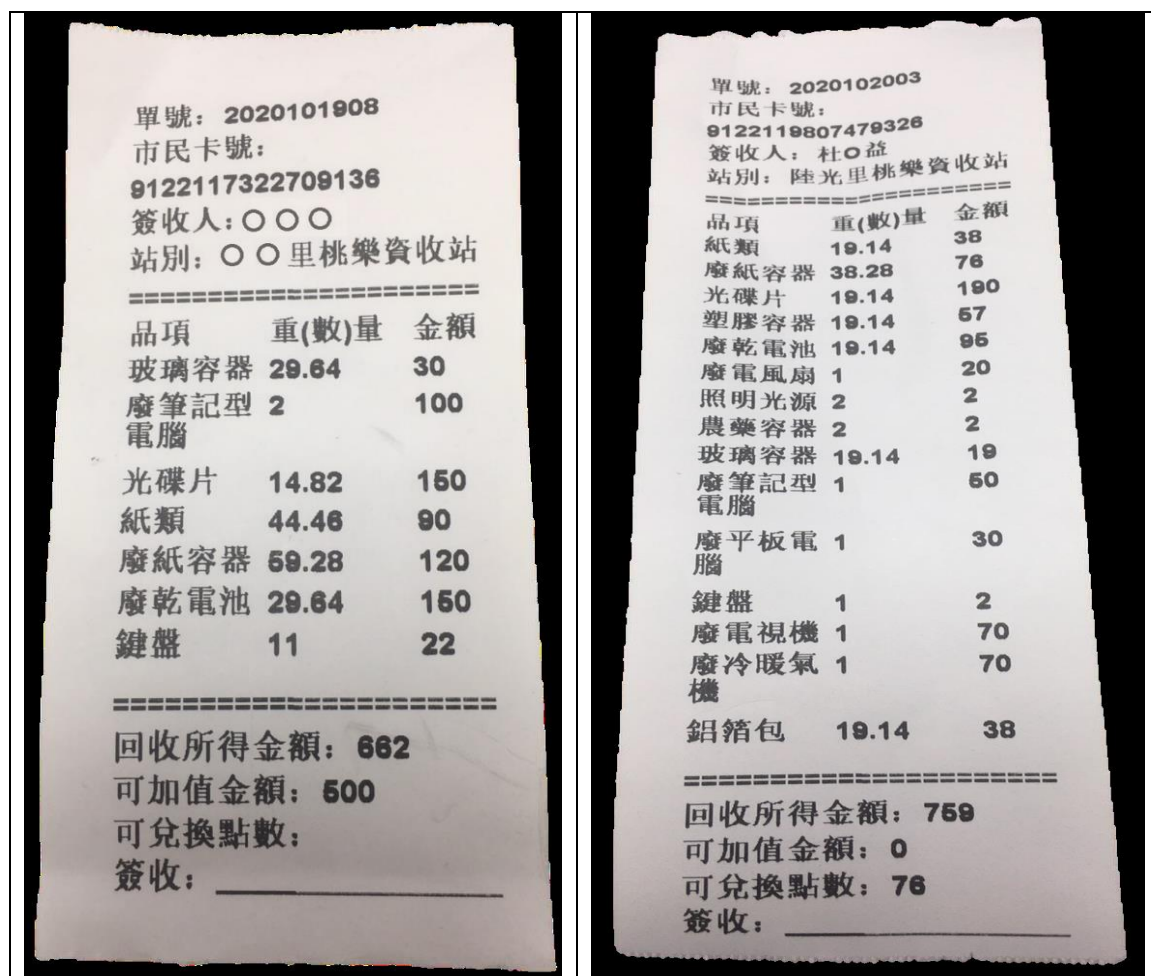 單號：2020101908
市民卡號：
9122117322709136
簽收人：〇〇〇
站別：〇〇里桃樂資收站
======================
品項 重(數)量 金額
玻璃容器 29.64 30
廢筆記型 2 100
電腦
光碟片 14.82 150
紙類 44.46 90
廢紙容器 59.28 120
廢乾電池 29.64 150
鍵盤 11 22
========================
回收所得金額：662
可加值金額：500
可兌換點數：
簽收：
單號：2020102003
市民卡號：
9122119807479326
簽收人：杜O益
站別：陸光里桃樂資收站
======================
品項 重(數)量 金額
紙類 19.14 38
廢紙容器 38.28 76
光碟片 19.14 190
塑膠容器 19.14 57
廢乾電池 19.14 95
廢電風扇 1 20
照明光源 2 2
農藥容器 2 2
玻璃容器 19.14 19
廢筆記型 1 50
電腦
廢平板電 1 30
腦
鍵盤 1 2
廢電視機 1 70
廢冷暖氣 1 70
機
鋁箔包 19.14 38
========================
回收所得金額：759
可加值金額：0
可兌換點數：76
簽收：